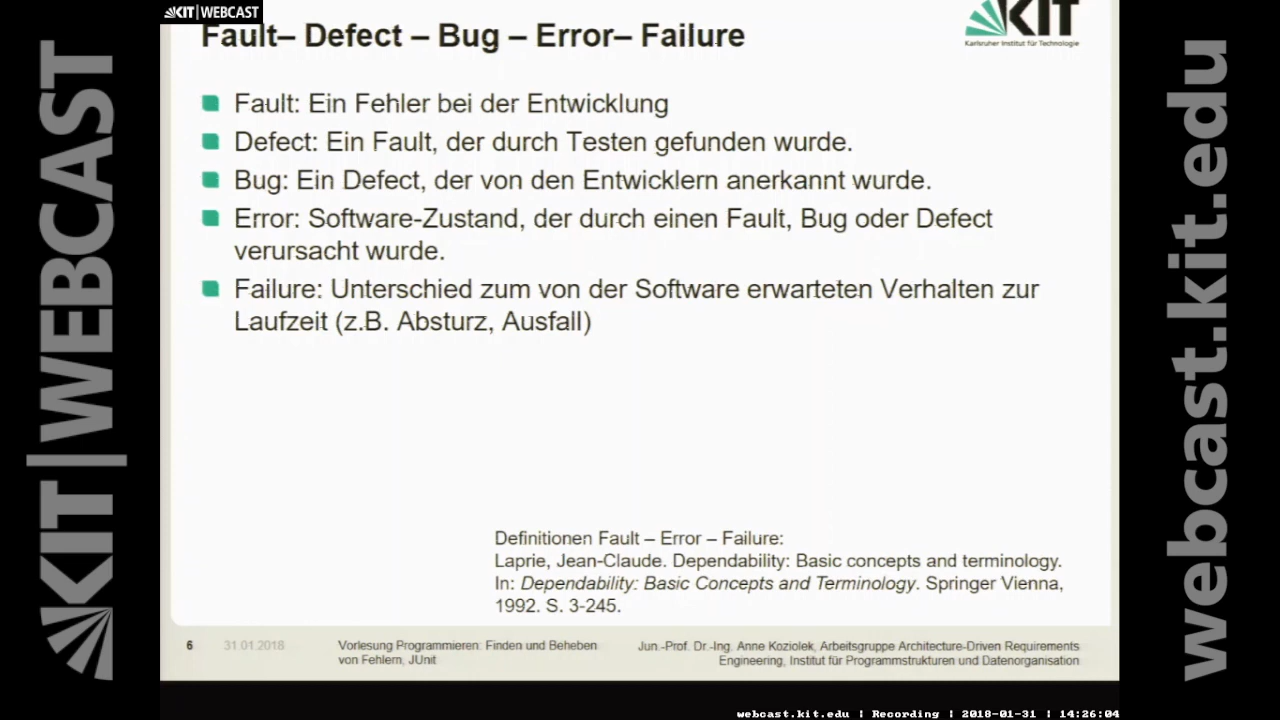 KIT|WEBCAST
Fault– Defect – Bug – Error– Failure
KIT
Karlsruher Institut für Technologie
Fault: Ein Fehler bei der Entwicklung
Defect: Ein Fault, der durch Testen gefunden wurde.
Bug: Ein Defect, der von den Entwicklern anerkannt wurde.
Error: Software-Zustand, der durch einen Fault, Bug oder Defect
verursacht wurde.
Failure: Unterschied zum von der Software erwarteten Verhalten zur
Laufzeit (z.B. Absturz, Ausfall)
Definitionen Fault – Error – Failure:
Laprie, Jean-Claude. Dependability: Basic concepts and terminology.
In: Dependability: Basic Concepts and Terminology. Springer Vienna,
1992. S. 3-245.
6
31.01.2018
Vorlesung Programmieren: Finden und Beheben
von Fehlern, JUnit
Jun.-Prof. Dr.-Ing. Anne Koziolek, Arbeitsgruppe Architecture-Driven Requirements
Engineering, Institut für Programmstrukturen und Datenorganisation
KIT|WEBCAST
webcast.kit.edu
webcast.kit.edu | Recording | 2018-01-31 | 14:26:04